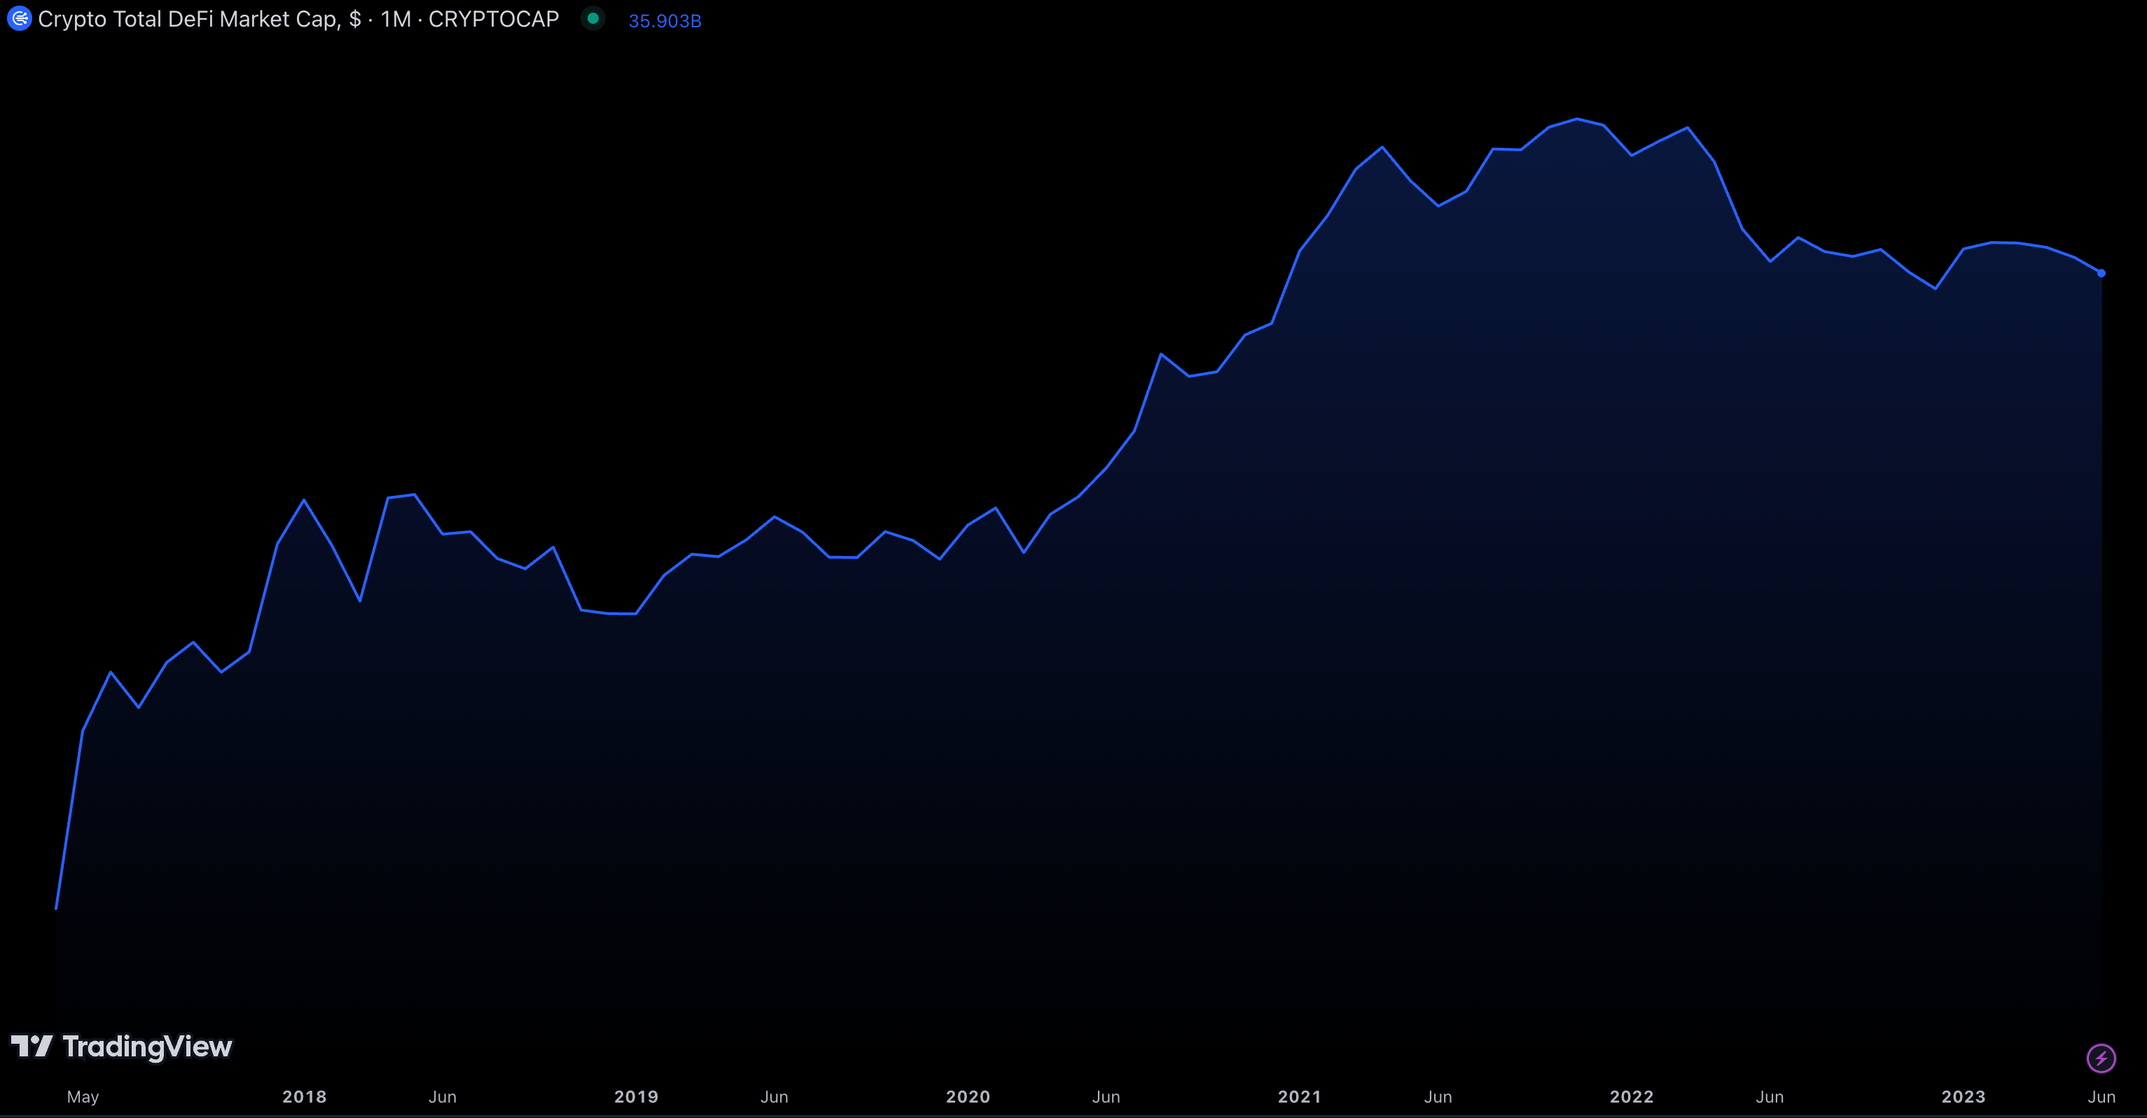 Crypto Total DeFi Market Cap, $ · 1M · CRYPTOCAP 35.903B
TradingView
May 2018 Jun 2019 Jun 2020 Jun 2021 Jun 2022 Jun 2023 Jun